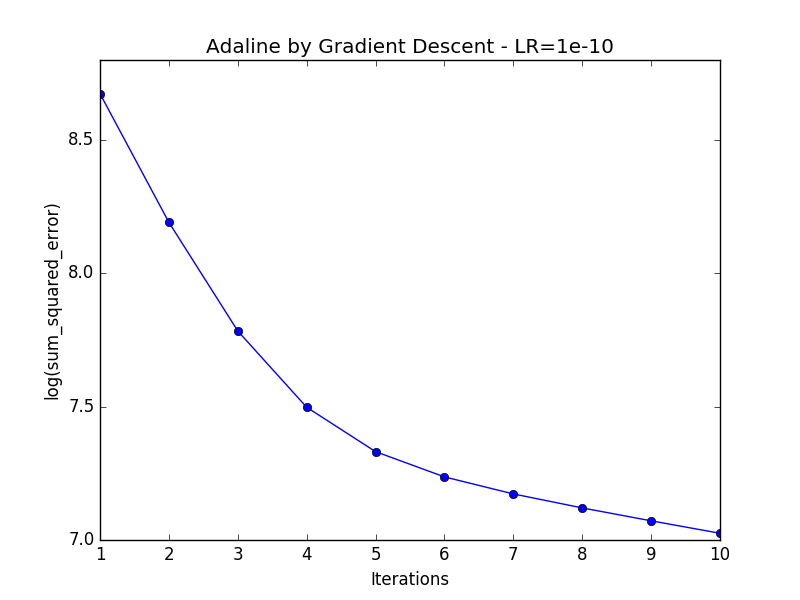 Adaline by Gradient Descent - LR=1e-10
log(sum_squared_error)
8.5
8.0
7.5
7.0
1 2 3 4 5 6 7 8 9 10
Iterations